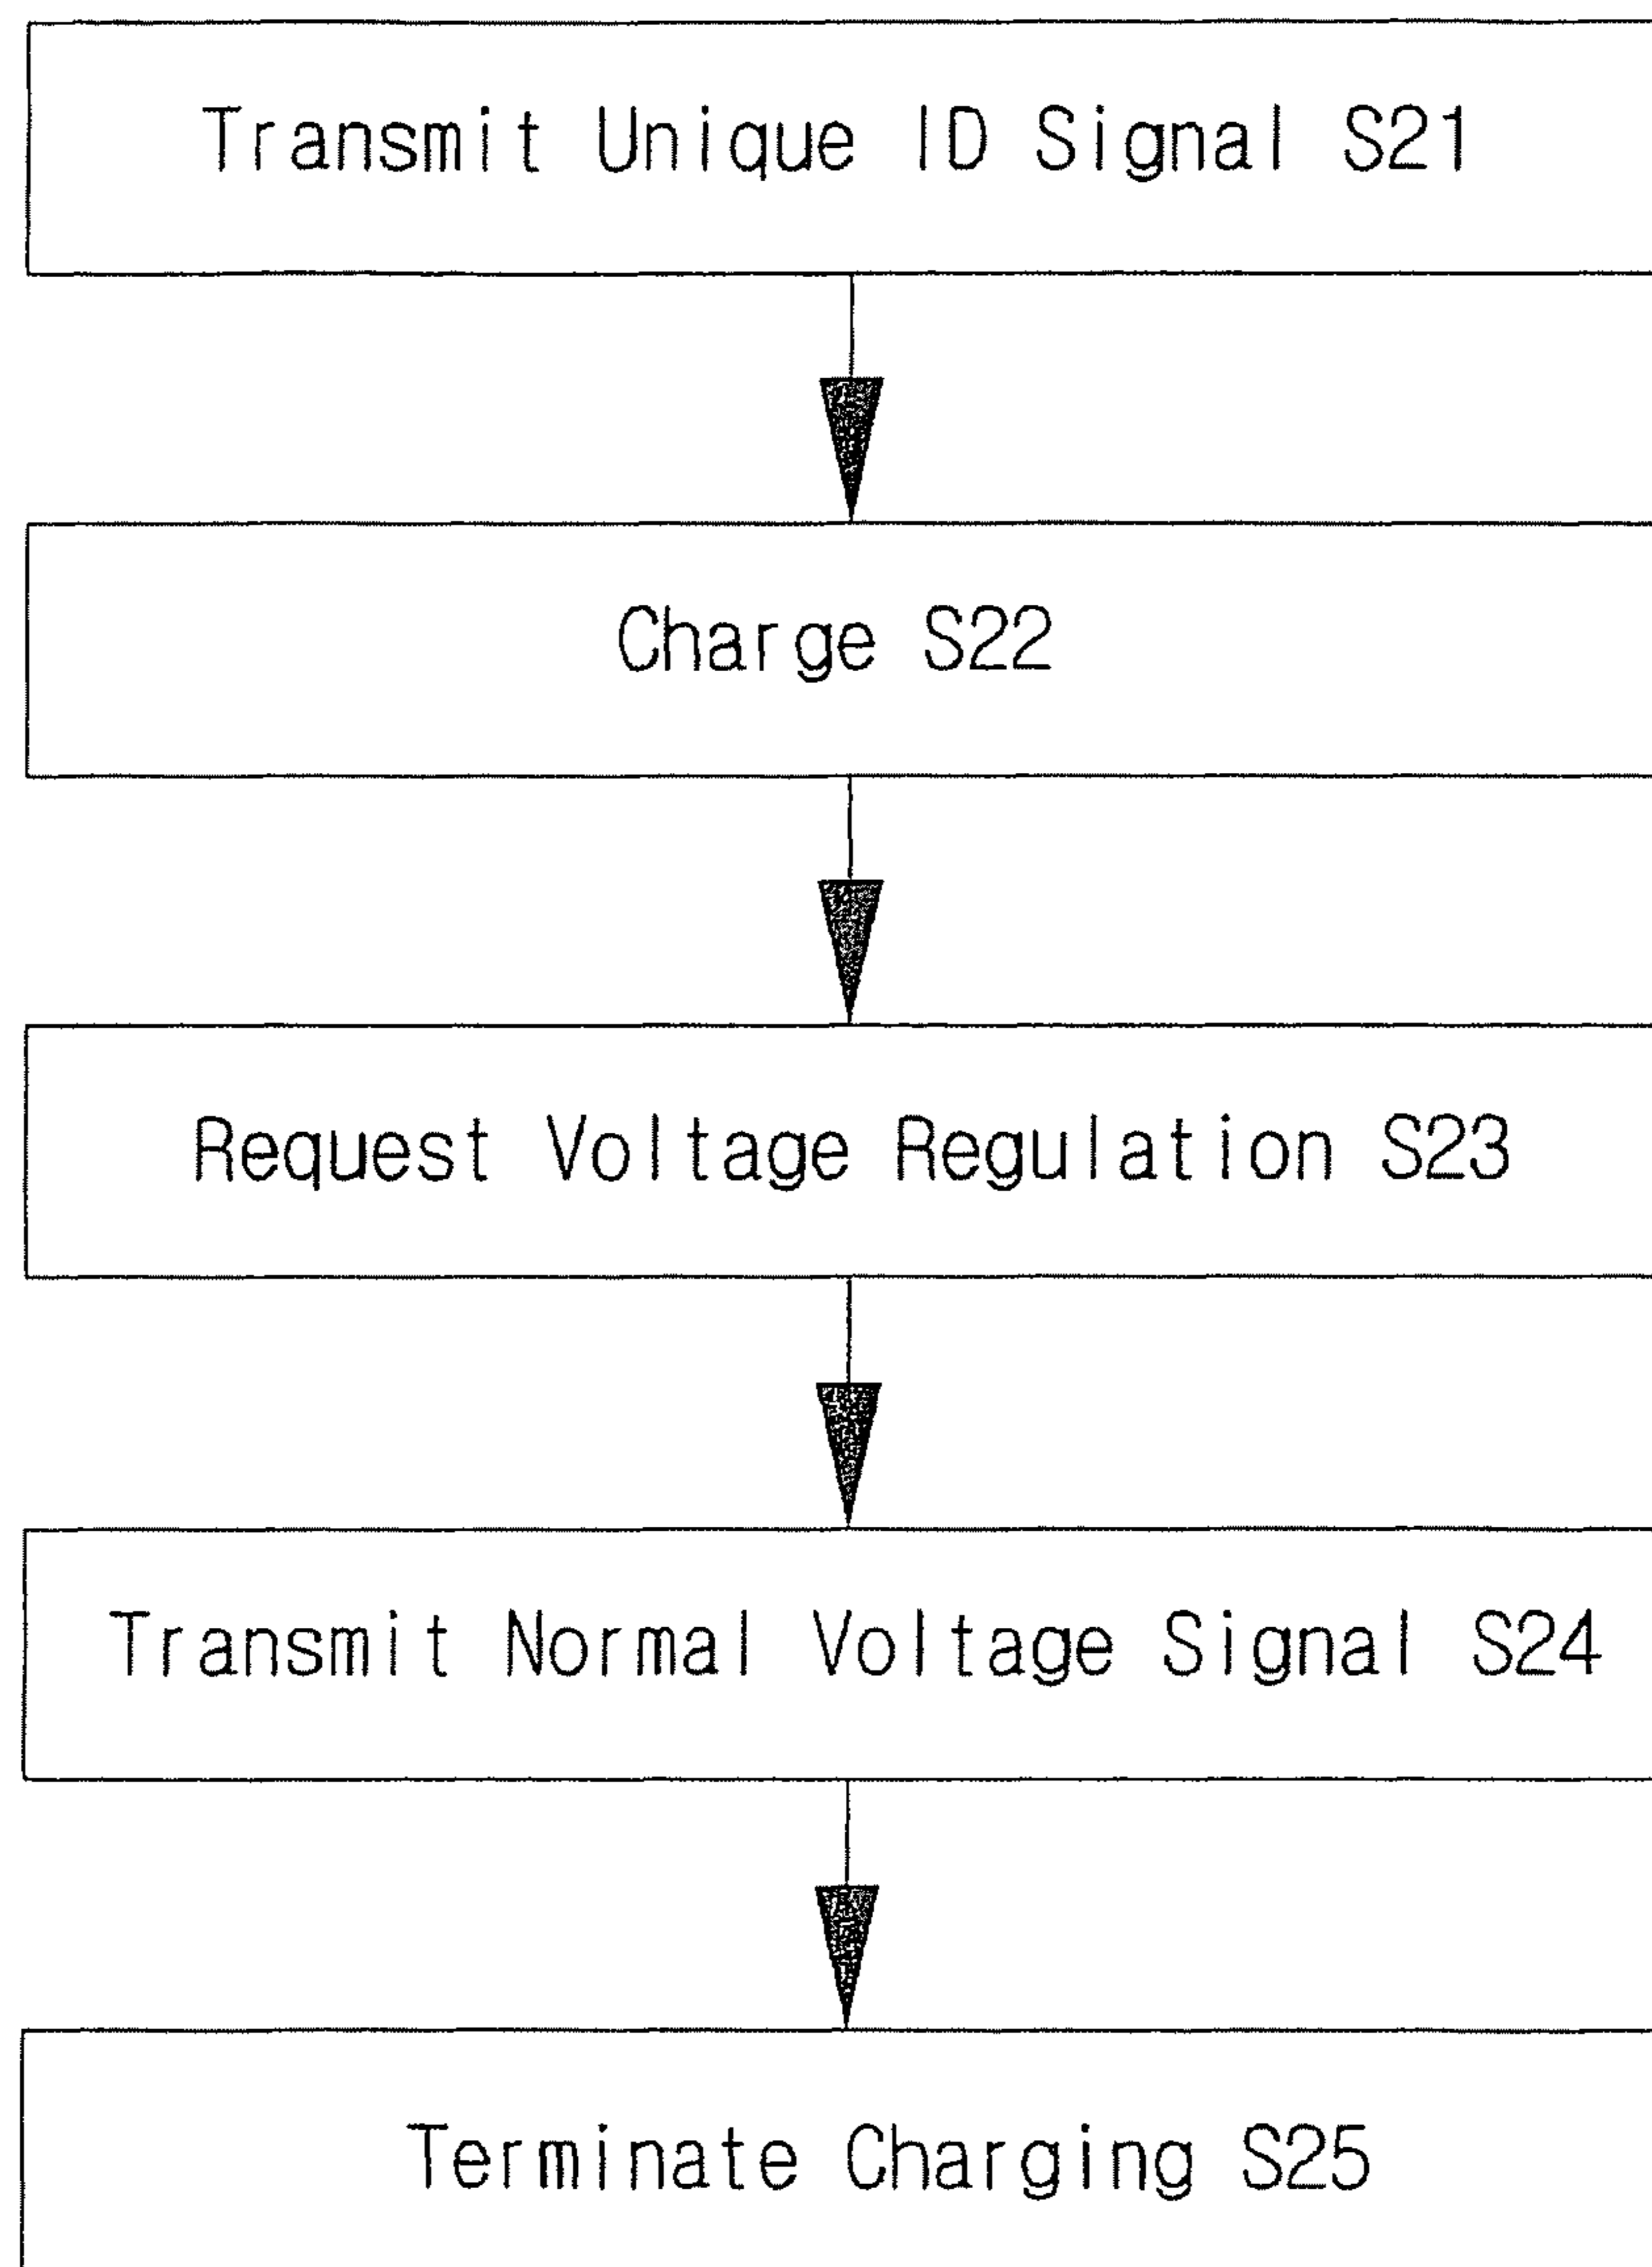 Transmit Unique ID Signal S21
Charge S22
Request Voltage Regulation S23
Transmit Normal Voltage Signal S24
Terminate Charging S25